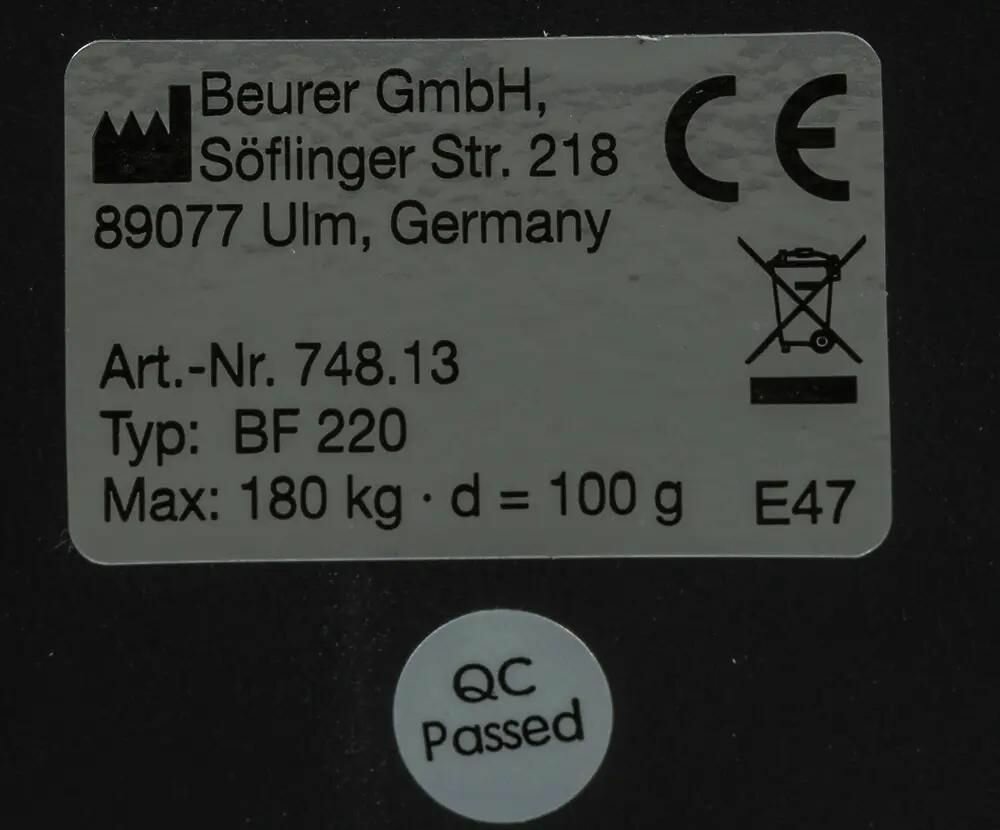 Beurer GmbH,
Söflinger Str. 218
89077 Ulm, Germany
CE
Art.-Nr. 748.13
Typ: BF 220
Max: 180 kg · d = 100 g
E47
QC
Passed